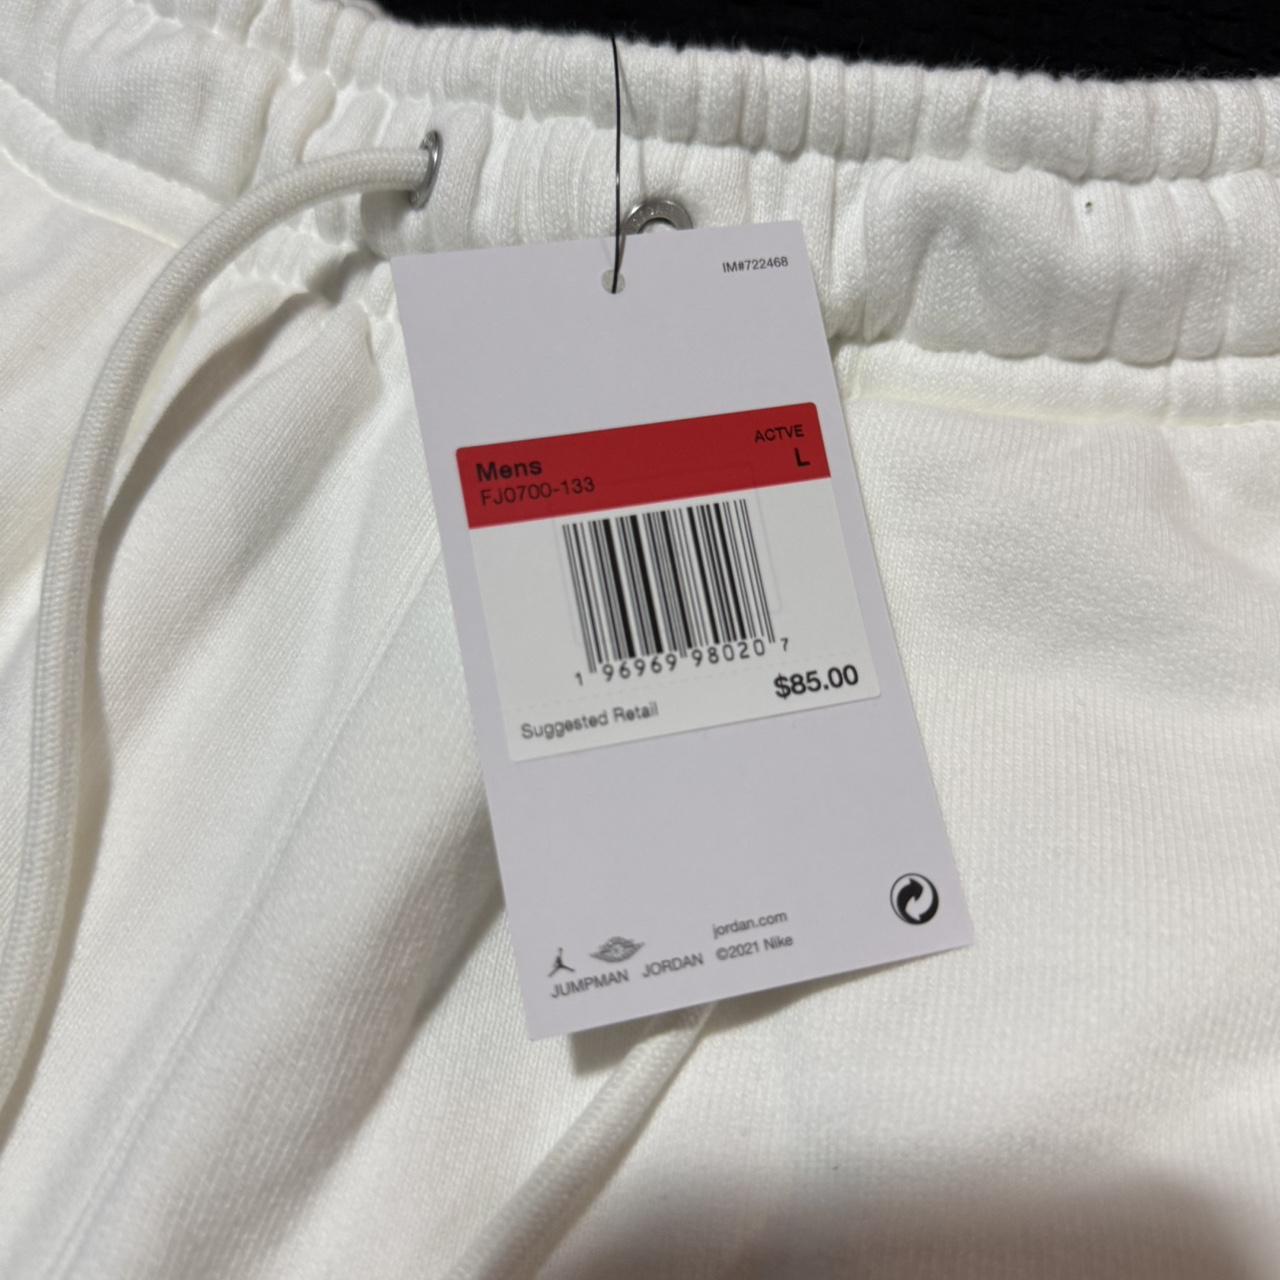 IM#722468
ACTVE
Mens L
FJ0700-133
1 96969 98020 7
$85.00
Suggested Retail
jordan.com
©2021 Nike
JUMPMAN JORDAN